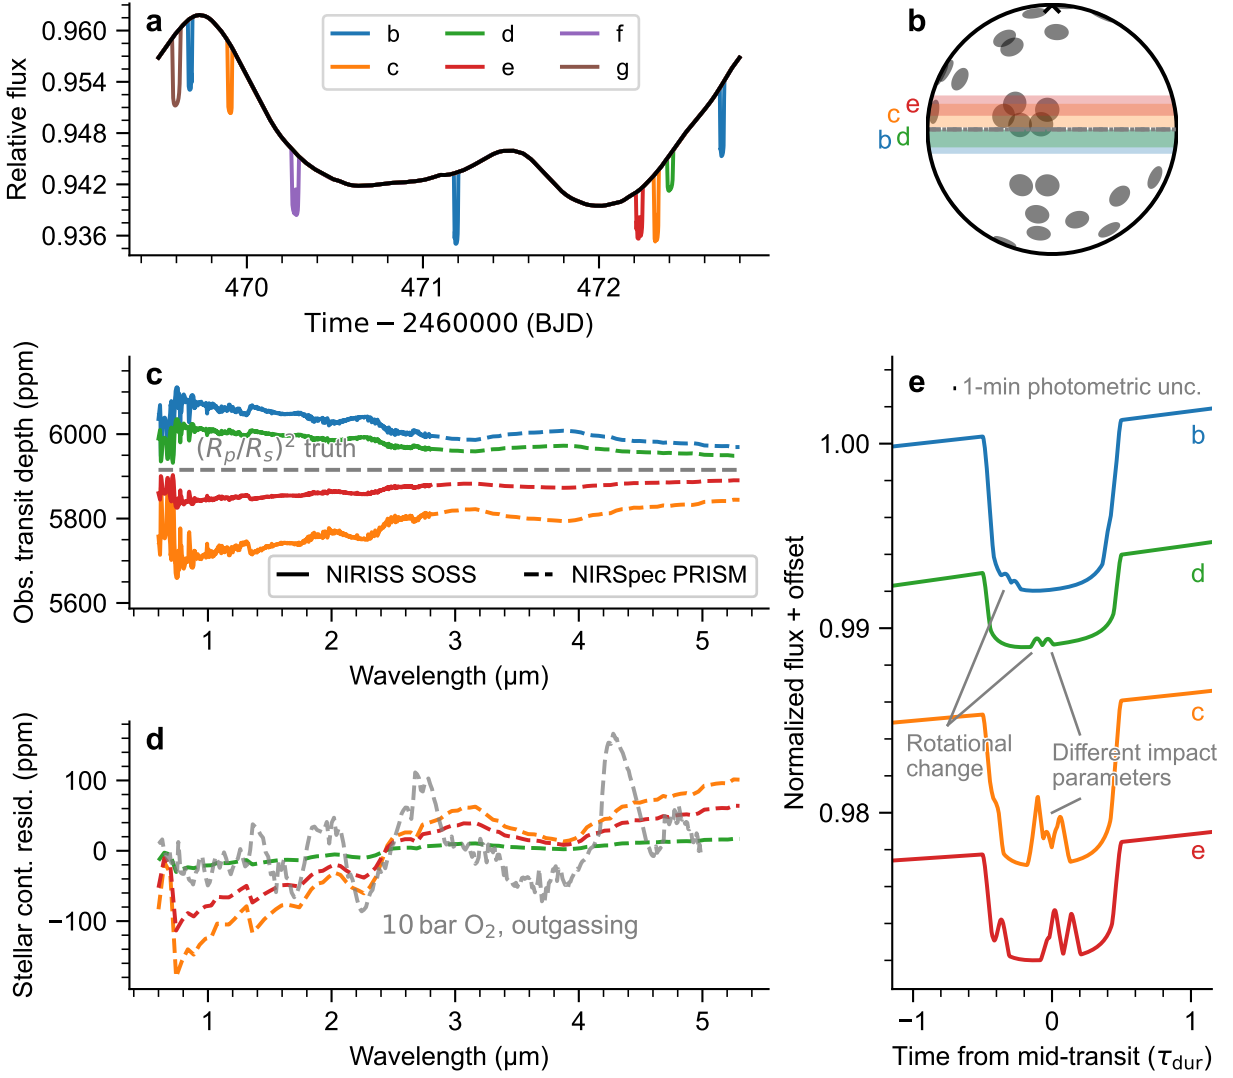 a
0.960
0.954
0.948
0.942
0.936
Relative flux
b
d
f
c
e
g
470
471
472
Time − 2460000 (BJD)
b
e
c
b d
c
6000
5800
5600
Obs. transit depth (ppm)
(Rp/Rs)² truth
NIRISS SOSS
NIRSpec PRISM
1
2
3
4
5
Wavelength (µm)
d
100
0
−100
Stellar cont. resid. (ppm)
10 bar O₂, outgassing
1
2
3
4
5
Wavelength (µm)
e
1-min photometric unc.
1.00
0.99
0.98
Normalized flux + offset
b
d
c
e
Rotational
change
Different impact
parameters
−1
0
1
Time from mid-transit (τdur)